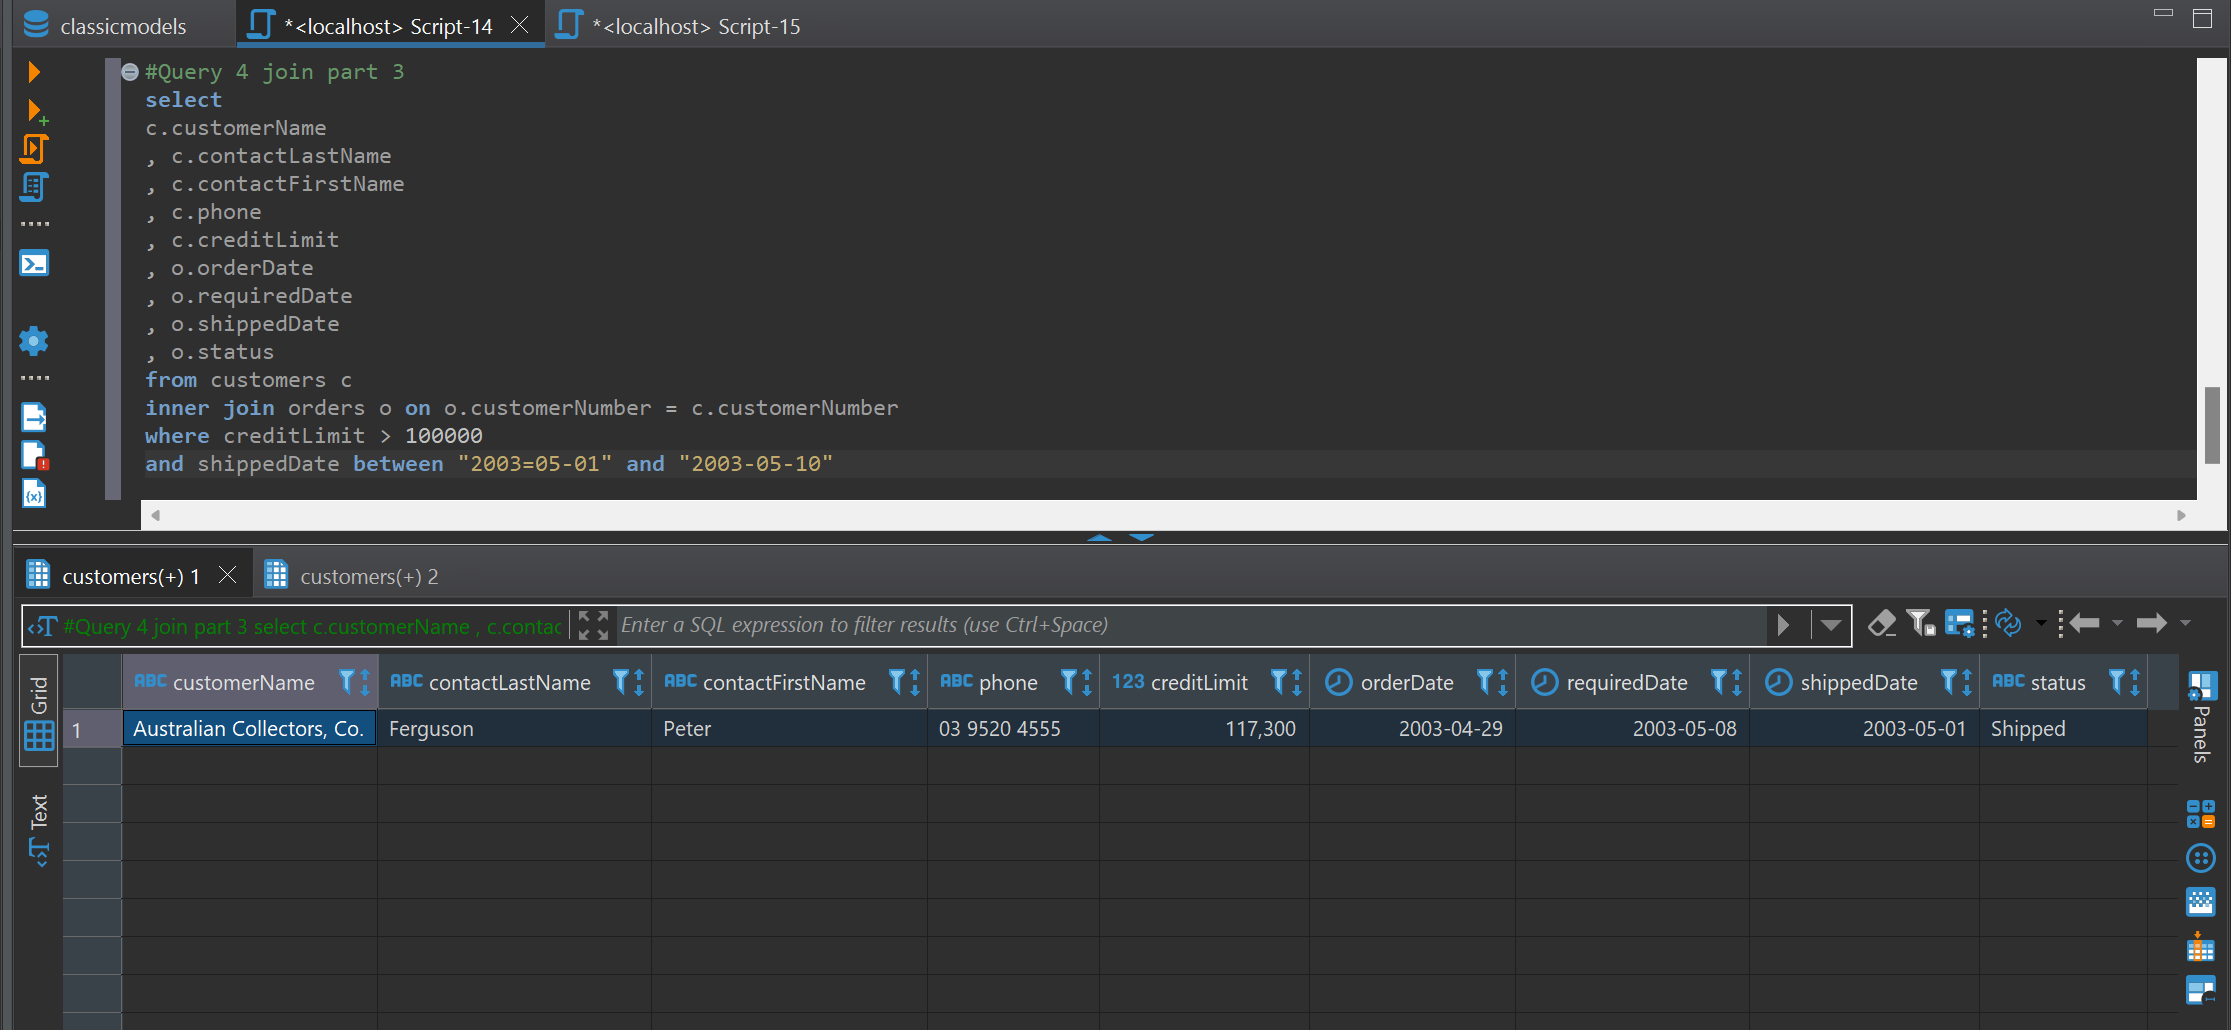 classicmodels
*<localhost> Script-14
*<localhost> Script-15
#Query 4 join part 3
select
c.customerName
, c.contactLastName
, c.contactFirstName
, c.phone
, c.creditLimit
, o.orderDate
, o.requiredDate
, o.shippedDate
, o.status
from customers c
inner join orders o on o.customerNumber = c.customerNumber
where creditLimit > 100000
and shippedDate between "2003=05-01" and "2003-05-10"
customers(+) 1
customers(+) 2
#Query 4 join part 3 select c.customerName , c.contac
Enter a SQL expression to filter results (use Ctrl+Space)
Grid
Text
ABC customerName ABC contactLastName ABC contactFirstName ABC phone 123 creditLimit orderDate requiredDate shippedDate ABC status
1 Australian Collectors, Co. Ferguson Peter 03 9520 4555 117,300 2003-04-29 2003-05-08 2003-05-01 Shipped
Panels